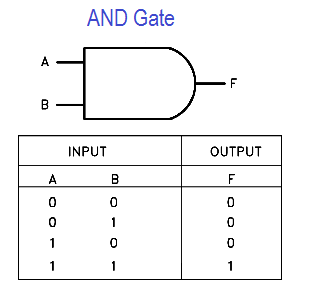 AND Gate
A
F
B
INPUT OUTPUT
A B F
0 0 0
0 1 0
1 0 0
1 1 1